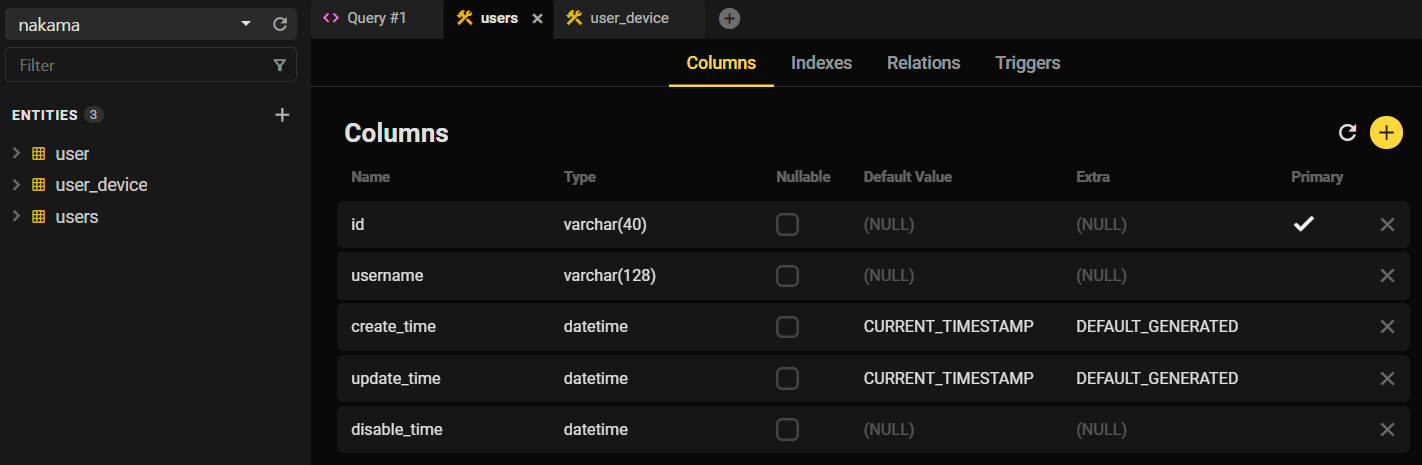 nakama
Filter
ENTITIES 3
user
user_device
users
Query #1 users user_device
Columns Indexes Relations Triggers
Columns
Name Type Nullable Default Value Extra Primary
id varchar(40) (NULL) (NULL)
username varchar(128) (NULL) (NULL)
create_time datetime CURRENT_TIMESTAMP DEFAULT_GENERATED
update_time datetime CURRENT_TIMESTAMP DEFAULT_GENERATED
disable_time datetime (NULL) (NULL)